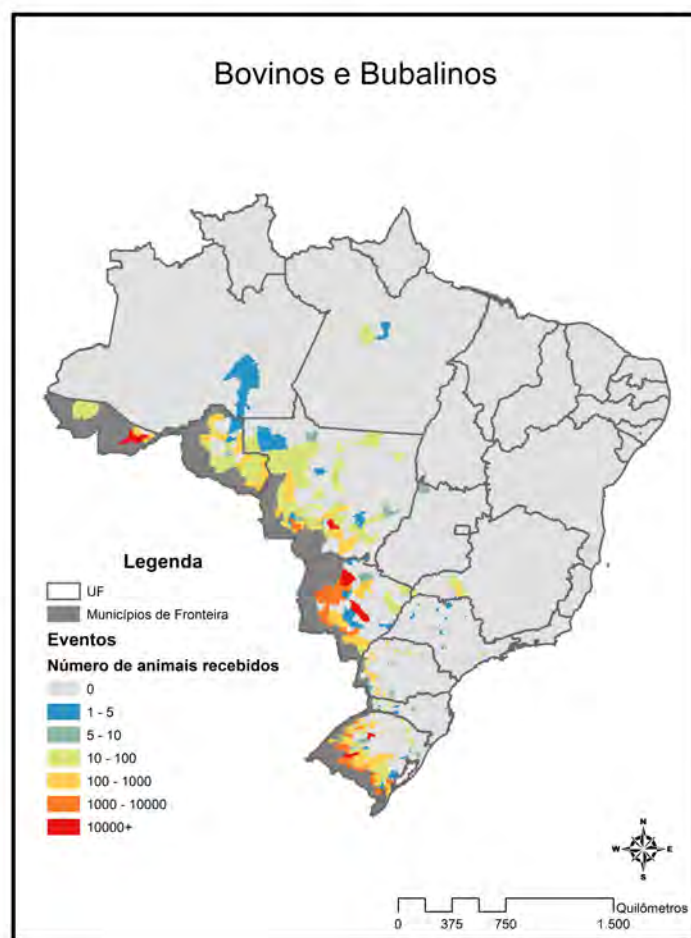 Bovinos e Bubalinos
Legenda
UF
Municípios de Fronteira
Eventos
Número de animais recebidos
0
1 - 5
5 - 10
10 - 100
100 - 1000
1000 - 10000
10000+
N
W E
S
Quilômetros
0 375 750 1.500